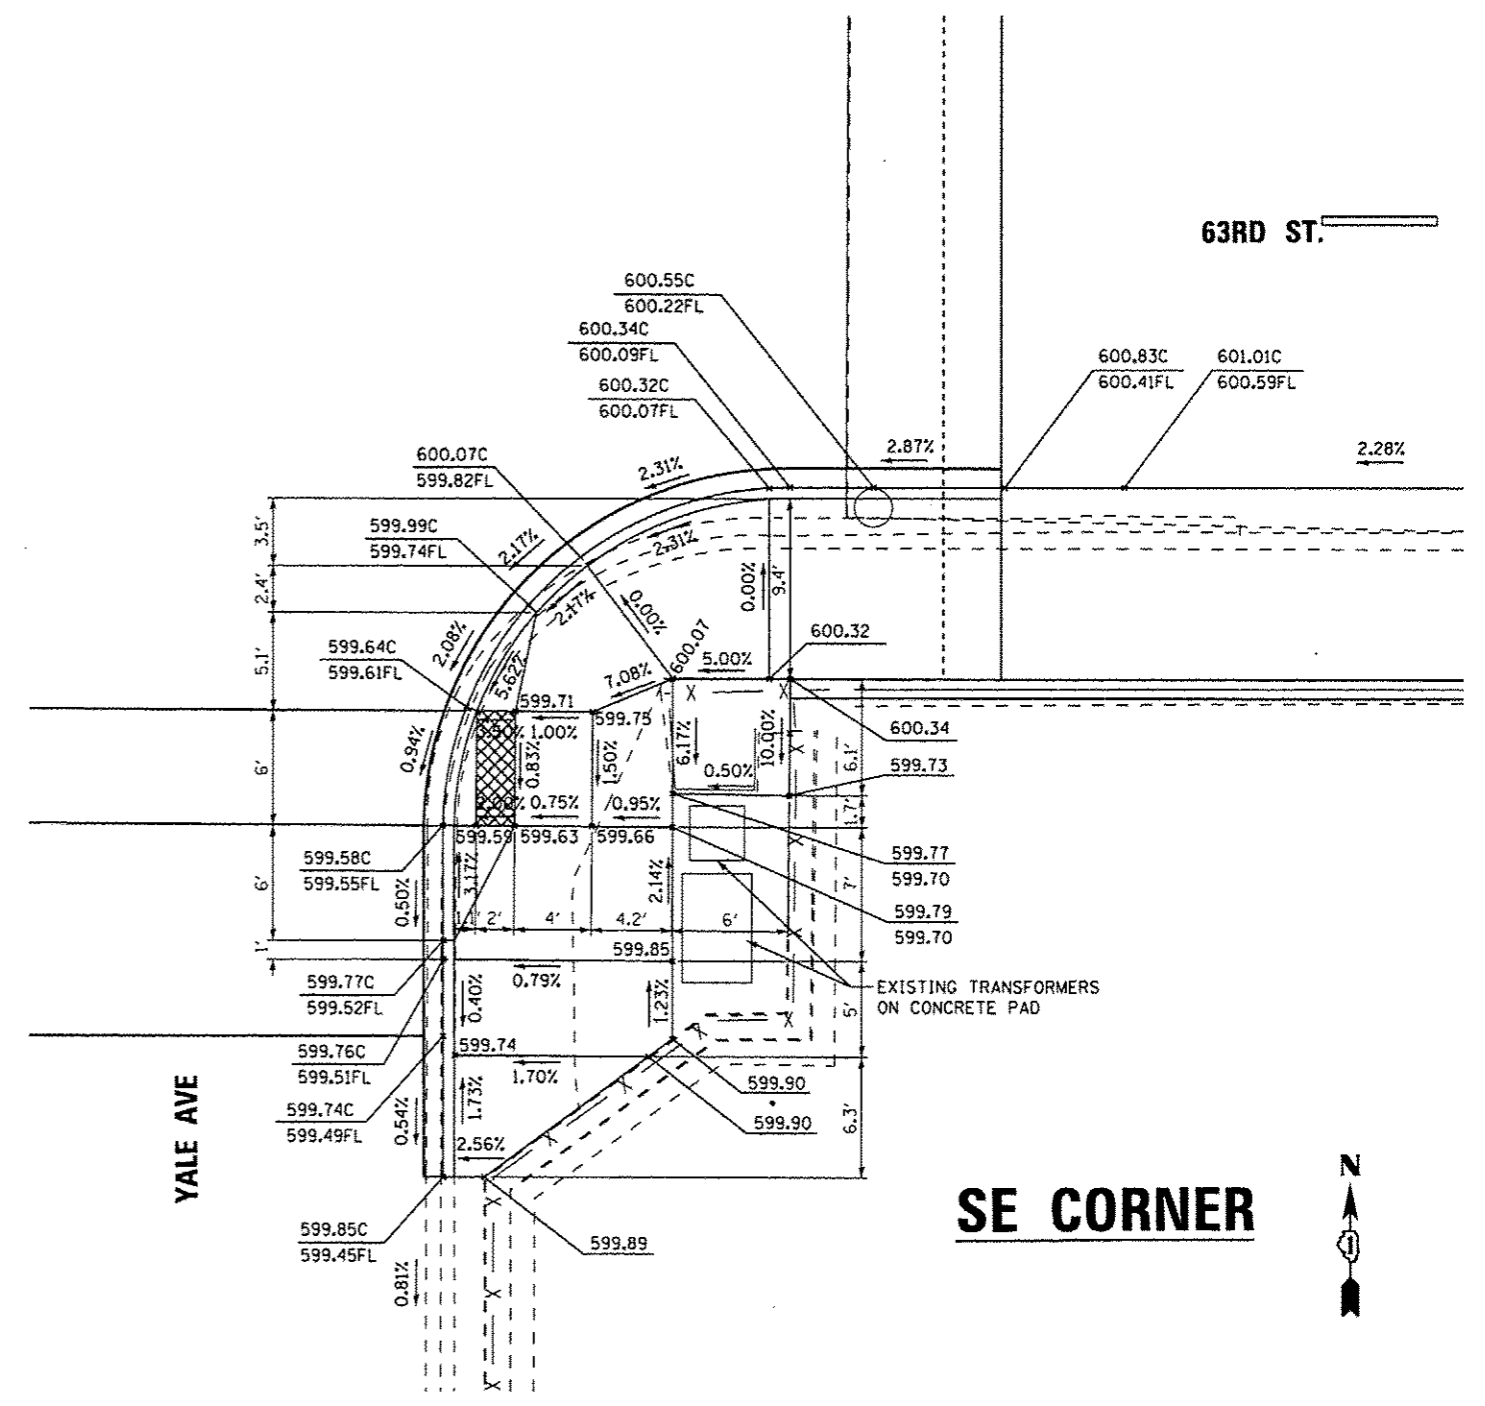 63RD ST.
600.55C
600.22FL
600.34C
600.09FL
600.83C
600.41FL
601.01C
600.59FL
600.32C
600.07FL
2.87%
2.28%
600.07C
599.82FL
2.31%
3.5'
599.99C
599.74FL
2.17%
2.31%
2.4'
2.17%
0.00%
0.00%
9.4'
600.32
2.08%
600.07
5.00%
5.1'
599.64C
599.61FL
5.62%
7.08%
599.71
599.75
600.34
0.94%
1.00%
0.83%
1.50%
6.17%
10.00%
6.1'
6'
0.50%
599.73
2.00%
0.75%
0.95%
1.7'
599.59
599.63
599.66
599.58C
599.55FL
599.77
599.70
3.17%
2.14%
7'
6'
0.50%
599.79
599.70
2'
4'
4.2'
6'
1'
599.85
599.77C
599.52FL
0.79%
0.40%
1.23%
EXISTING TRANSFORMERS
ON CONCRETE PAD
5'
599.76C
599.51FL
599.74
1.70%
599.90
599.74C
599.49FL
0.54%
1.73%
599.90
6.3'
YALE AVE
2.56%
N
SE CORNER
1
599.85C
599.45FL
599.89
0.81%